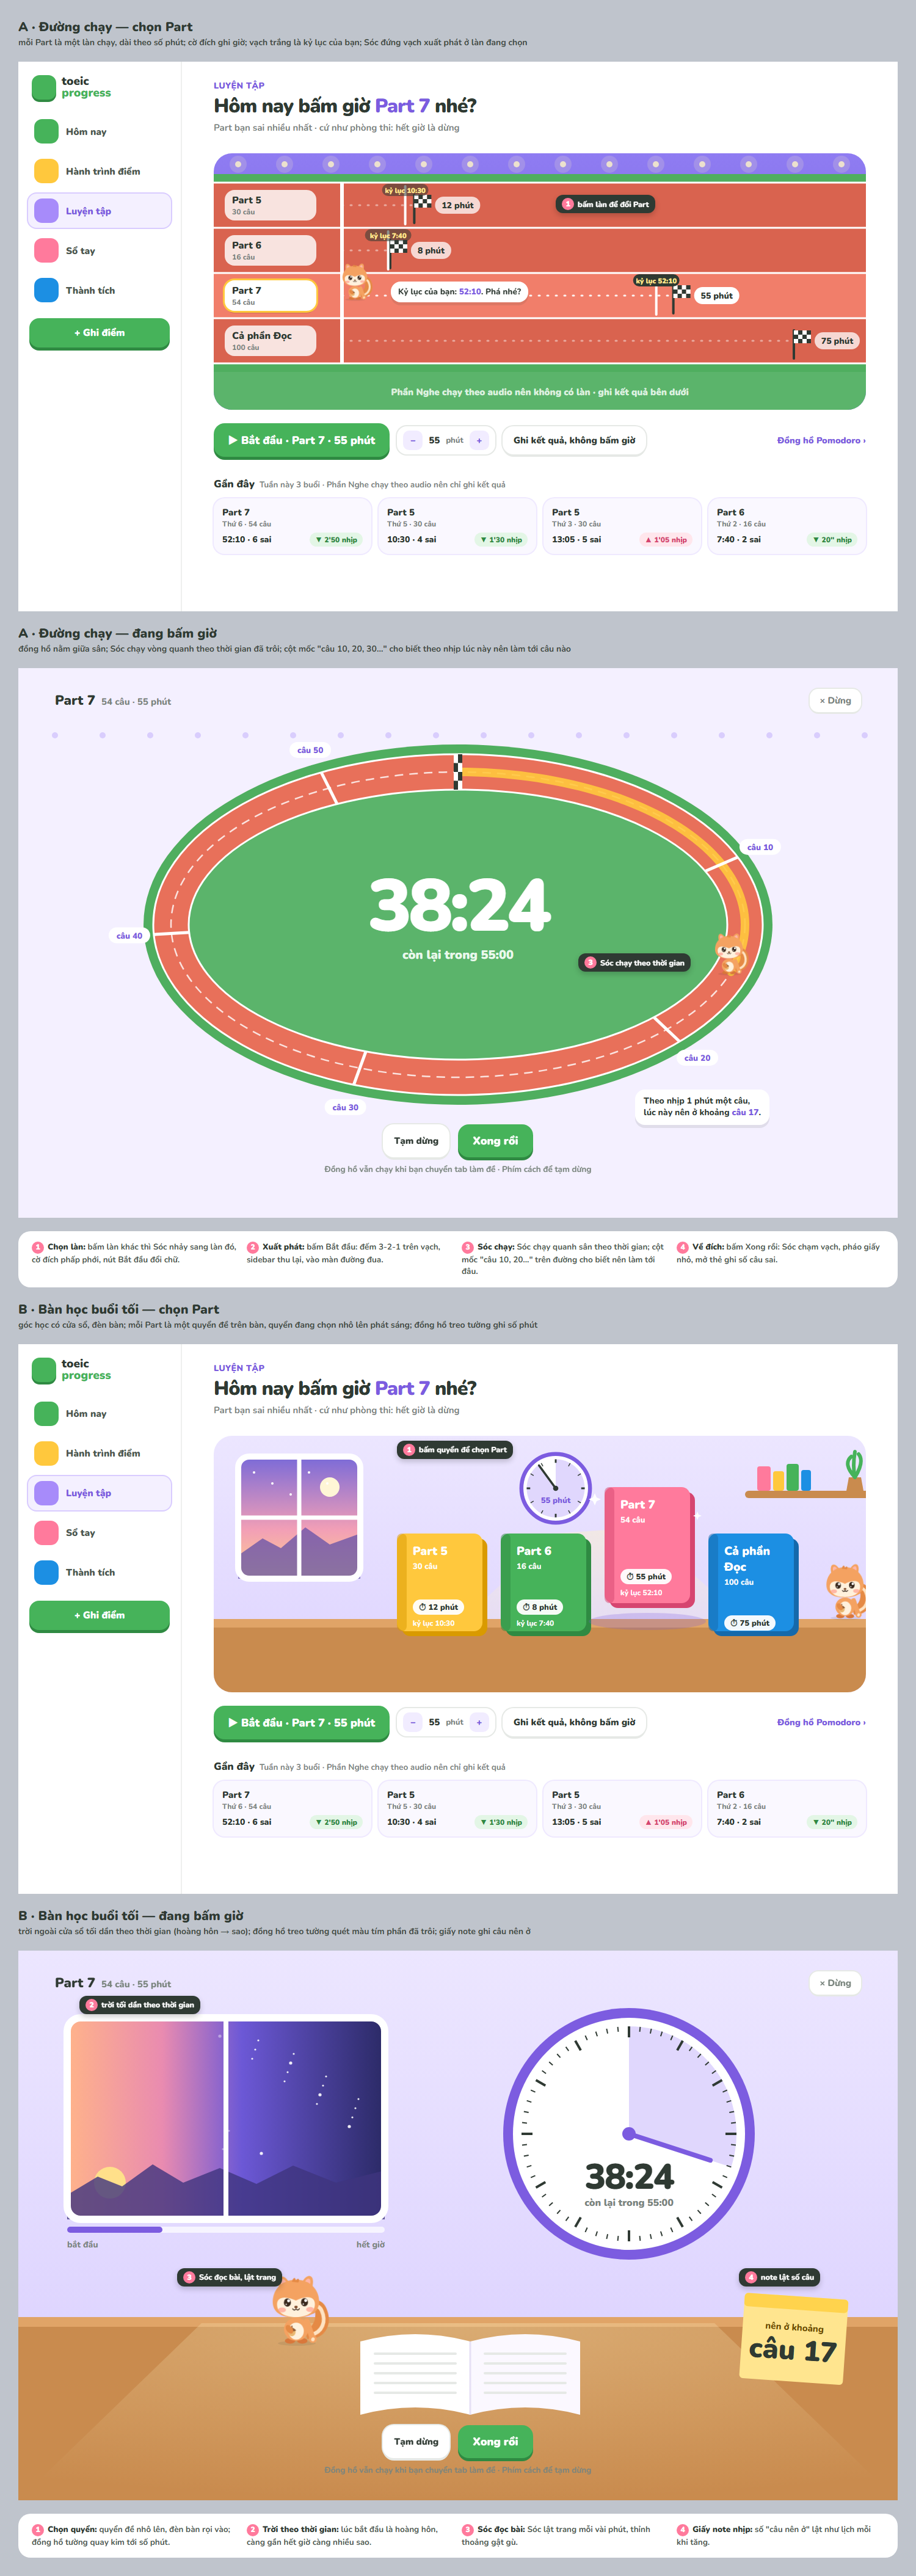 A · Đường chạy — chọn Part
mỗi Part là một làn chạy, dài theo số phút; cờ đích ghi giờ; vạch trắng là kỷ lục của bạn; Sóc đứng vạch xuất phát ở làn đang chọn
toeic
progress
Hôm nay
Hành trình điểm
Luyện tập
Sổ tay
Thành tích
+ Ghi điểm
LUYỆN TẬP
Hôm nay bấm giờ Part 7 nhé?
Part bạn sai nhiều nhất · cứ như phòng thi: hết giờ là dừng
Part 5
30 câu
kỷ lục 10:30
12 phút
1 bấm làn để đổi Part
Part 6
16 câu
kỷ lục 7:40
8 phút
Part 7
54 câu
Kỷ lục của bạn: 52:10. Phá nhé?
kỷ lục 52:10
55 phút
Cả phần Đọc
100 câu
75 phút
Phần Nghe chạy theo audio nên không có làn · ghi kết quả bên dưới
▶ Bắt đầu · Part 7 · 55 phút
− 55 phút +
Ghi kết quả, không bấm giờ
Đồng hồ Pomodoro ›
Gần đây Tuần này 3 buổi · Phần Nghe chạy theo audio nên chỉ ghi kết quả
Part 7
Thứ 6 · 54 câu
52:10 · 6 sai
▼ 2'50 nhịp
Part 5
Thứ 5 · 30 câu
10:30 · 4 sai
▼ 1'30 nhịp
Part 5
Thứ 3 · 30 câu
13:05 · 5 sai
▲ 1'05 nhịp
Part 6
Thứ 2 · 16 câu
7:40 · 2 sai
▼ 20" nhịp
A · Đường chạy — đang bấm giờ
đồng hồ nằm giữa sân; Sóc chạy vòng quanh theo thời gian đã trôi; cột mốc "câu 10, 20, 30..." cho biết theo nhịp lúc này nên làm tới câu nào
Part 7 54 câu · 55 phút
× Dừng
câu 50
câu 10
38:24
còn lại trong 55:00
câu 40
3 Sóc chạy theo thời gian
câu 20
câu 30
Theo nhịp 1 phút một câu,
lúc này nên ở khoảng câu 17.
Tạm dừng
Xong rồi
Đồng hồ vẫn chạy khi bạn chuyển tab làm đề · Phím cách để tạm dừng
1 Chọn làn: bấm làn khác thì Sóc nhảy sang làn đó,
cờ đích phấp phới, nút Bắt đầu đổi chữ.
2 Xuất phát: bấm Bắt đầu: đếm 3-2-1 trên vạch,
sidebar thu lại, vào màn đường đua.
3 Sóc chạy: Sóc chạy quanh sân theo thời gian; cột
mốc "câu 10, 20..." trên đường cho biết nên làm tới
đâu.
4 Về đích: bấm Xong rồi: Sóc chạm vạch, pháo giấy
nhỏ, mở thẻ ghi số câu sai.
B · Bàn học buổi tối — chọn Part
góc học có cửa sổ, đèn bàn; mỗi Part là một quyển đề trên bàn, quyển đang chọn nhô lên phát sáng; đồng hồ treo tường ghi số phút
toeic
progress
Hôm nay
Hành trình điểm
Luyện tập
Sổ tay
Thành tích
+ Ghi điểm
LUYỆN TẬP
Hôm nay bấm giờ Part 7 nhé?
Part bạn sai nhiều nhất · cứ như phòng thi: hết giờ là dừng
1 bấm quyển để chọn Part
55 phút
Part 5
30 câu
⏱ 12 phút
kỷ lục 10:30
Part 6
16 câu
⏱ 8 phút
kỷ lục 7:40
Part 7
54 câu
⏱ 55 phút
kỷ lục 52:10
Cả phần
Đọc
100 câu
⏱ 75 phút
▶ Bắt đầu · Part 7 · 55 phút
− 55 phút +
Ghi kết quả, không bấm giờ
Đồng hồ Pomodoro ›
Gần đây Tuần này 3 buổi · Phần Nghe chạy theo audio nên chỉ ghi kết quả
Part 7
Thứ 6 · 54 câu
52:10 · 6 sai
▼ 2'50 nhịp
Part 5
Thứ 5 · 30 câu
10:30 · 4 sai
▼ 1'30 nhịp
Part 5
Thứ 3 · 30 câu
13:05 · 5 sai
▲ 1'05 nhịp
Part 6
Thứ 2 · 16 câu
7:40 · 2 sai
▼ 20" nhịp
B · Bàn học buổi tối — đang bấm giờ
trời ngoài cửa sổ tối dần theo thời gian (hoàng hôn → sao); đồng hồ treo tường quét màu tím phần đã trôi; giấy note ghi câu nên ở
Part 7 54 câu · 55 phút
× Dừng
2 trời tối dần theo thời gian
38:24
còn lại trong 55:00
bắt đầu
hết giờ
3 Sóc đọc bài, lật trang
4 note lật số câu
nên ở khoảng
câu 17
Tạm dừng
Xong rồi
Đồng hồ vẫn chạy khi bạn chuyển tab làm đề · Phím cách để tạm dừng
1 Chọn quyển: quyển đề nhô lên, đèn bàn rọi vào;
đồng hồ tường quay kim tới số phút.
2 Trời theo thời gian: lúc bắt đầu là hoàng hôn,
càng gần hết giờ càng nhiều sao.
3 Sóc đọc bài: Sóc lật trang mỗi vài phút, thỉnh
thoảng gật gù.
4 Giấy note nhịp: số "câu nên ở" lật như lịch mỗi
khi tăng.